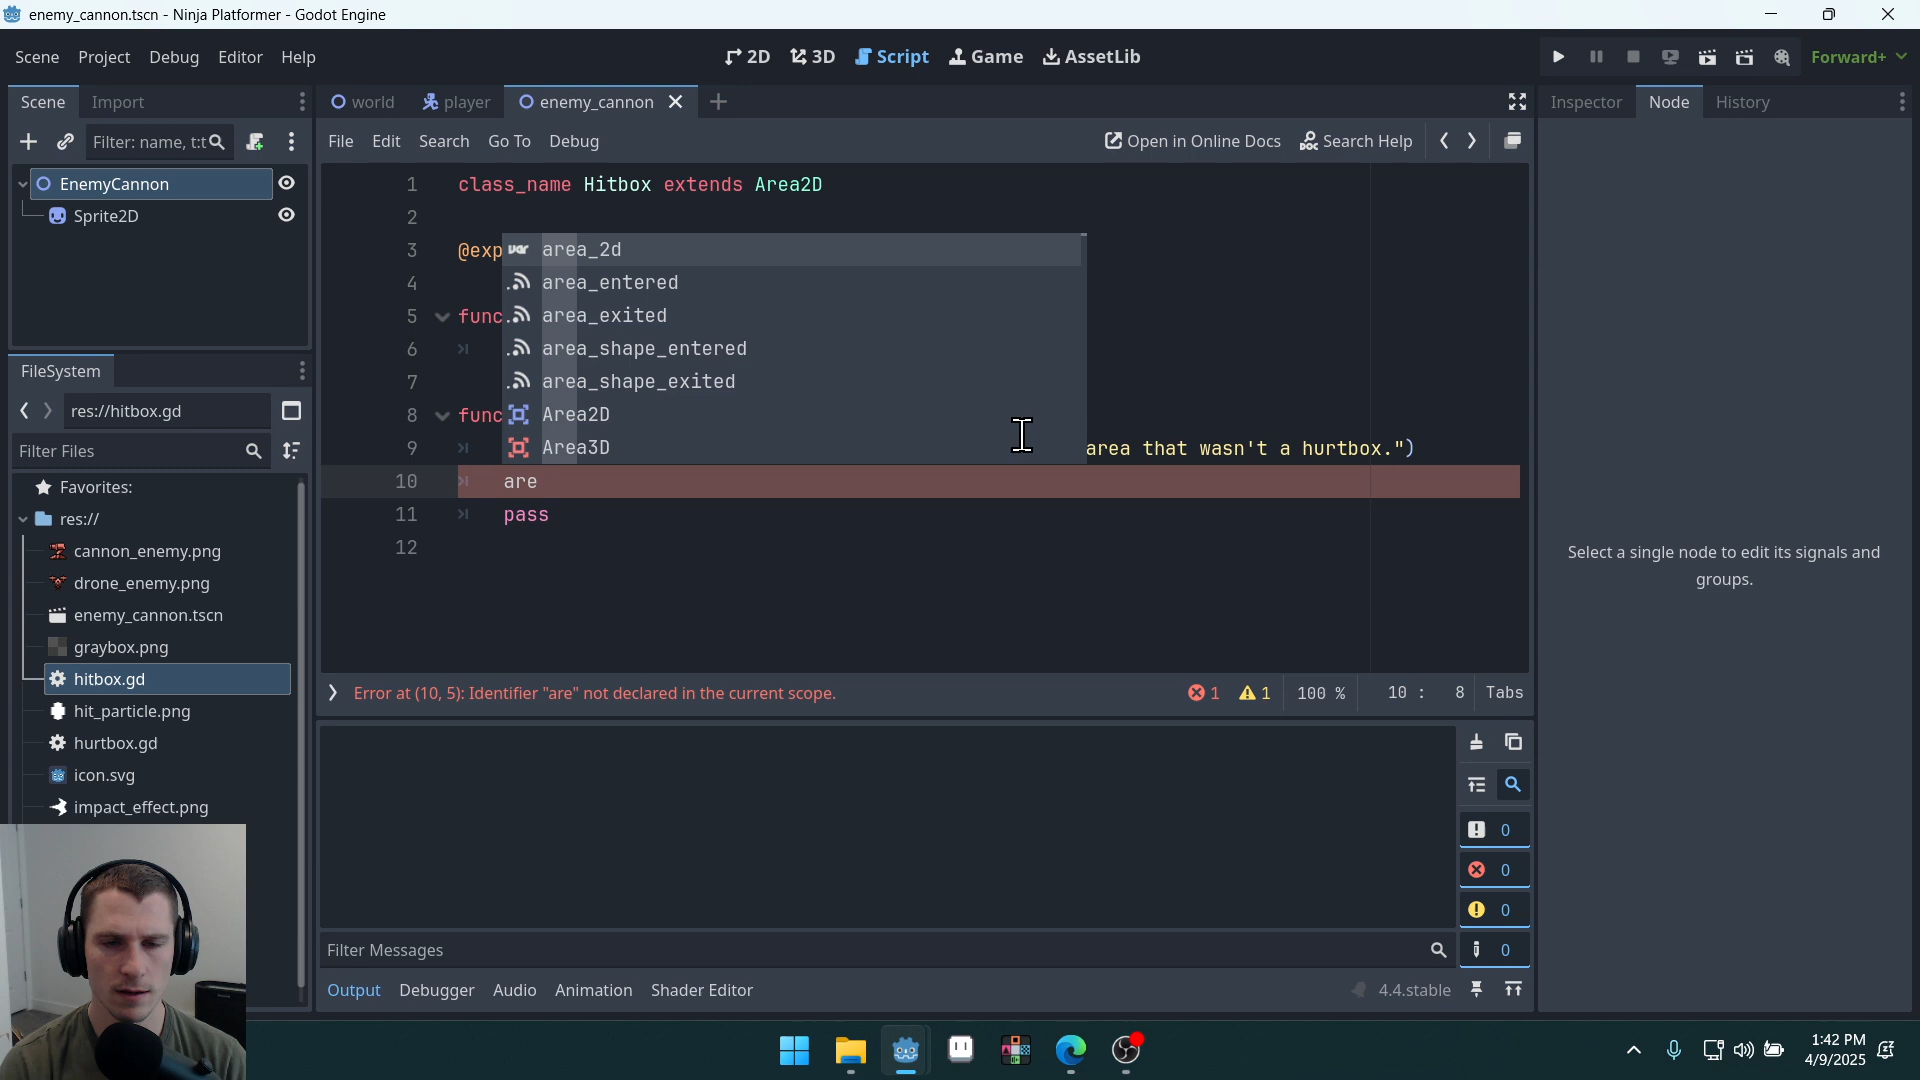 enemy_cannon.tscn - Ninja Platformer - Godot Engine
Scene Project Debug Editor Help
2D 3D Script Game AssetLib
Forward+
Scene Import
world player enemy_cannon
Inspector Node History
Filter: name, t:t
File Edit Search Go To Debug
Open in Online Docs Search Help
EnemyCannon
Sprite2D
1 class_name Hitbox extends Area2D
2
3 @exp
area_2d
4
area_entered
5 func
area_exited
6
area_shape_entered
7
area_shape_exited
8 func
Area2D
9
Area3D
area that wasn't a hurtbox.")
10 are
11 pass
12
FileSystem
res://hitbox.gd
Filter Files
Favorites:
res://
cannon_enemy.png
drone_enemy.png
enemy_cannon.tscn
graybox.png
hitbox.gd
hit_particle.png
hurtbox.gd
icon.svg
impact_effect.png
Error at (10, 5): Identifier "are" not declared in the current scope.
1 1 100 % 10 : 8 Tabs
Select a single node to edit its signals and
groups.
0
0
0
0
Filter Messages
Output Debugger Audio Animation Shader Editor
4.4.stable
1:42 PM
4/9/2025